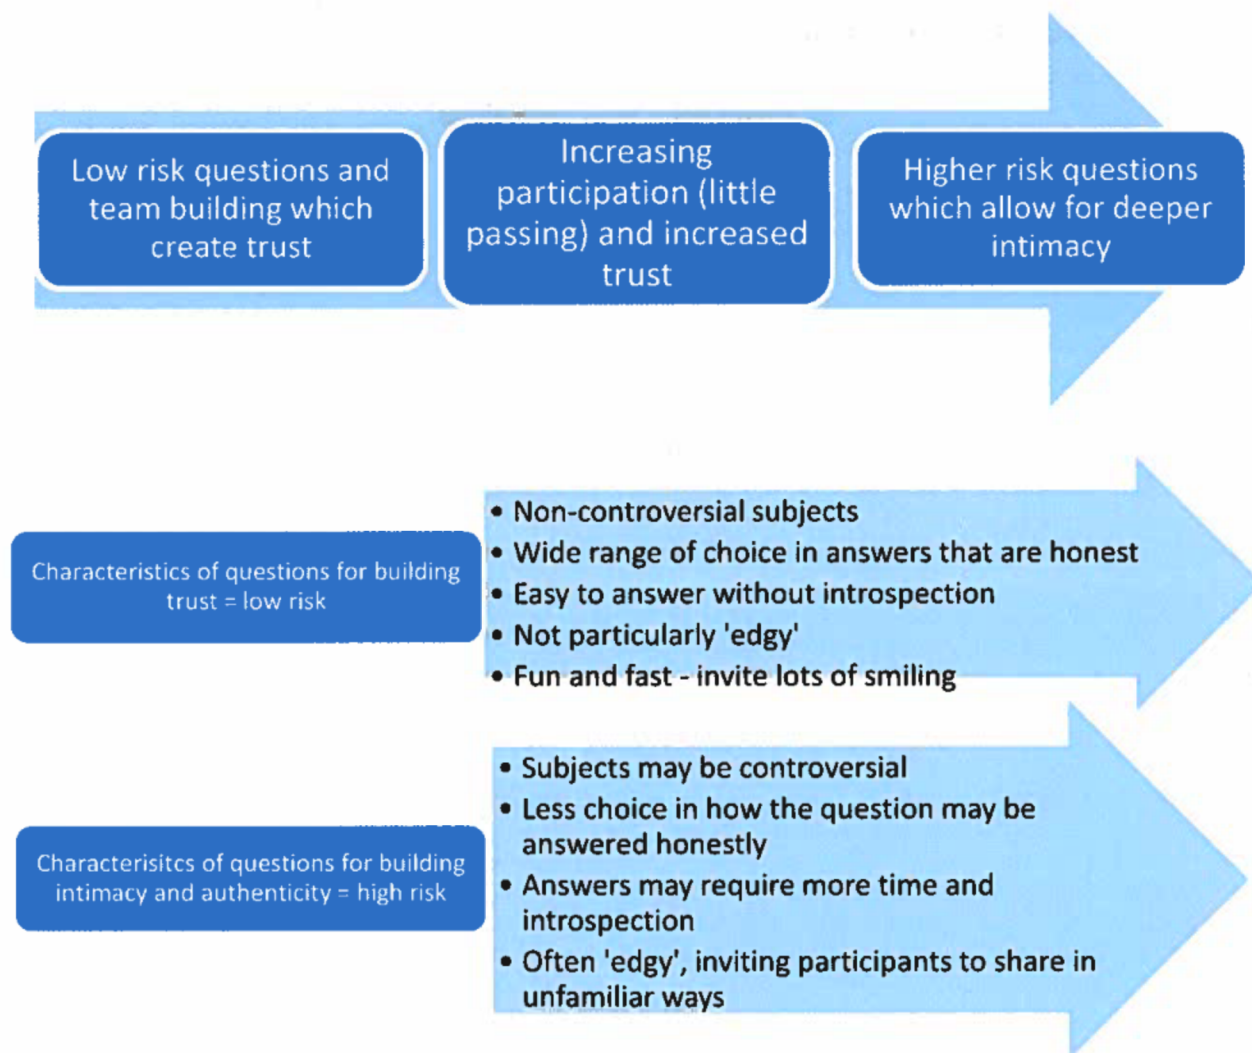 Low risk questions and
team building which
create trust
Increasing
participation (little
passing) and increased
trust
Higher risk questions
which allow for deeper
intimacy
Characteristics of questions for building
trust = low risk
• Non-controversial subjects
• Wide range of choice in answers that are honest
• Easy to answer without introspection
• Not particularly 'edgy'
• Fun and fast - invite lots of smiling
Characterisitcs of questions for building
intimacy and authenticity = high risk
• Subjects may be controversial
• Less choice in how the question may be
answered honestly
• Answers may require more time and
introspection
• Often 'edgy', inviting participants to share in
unfamiliar ways